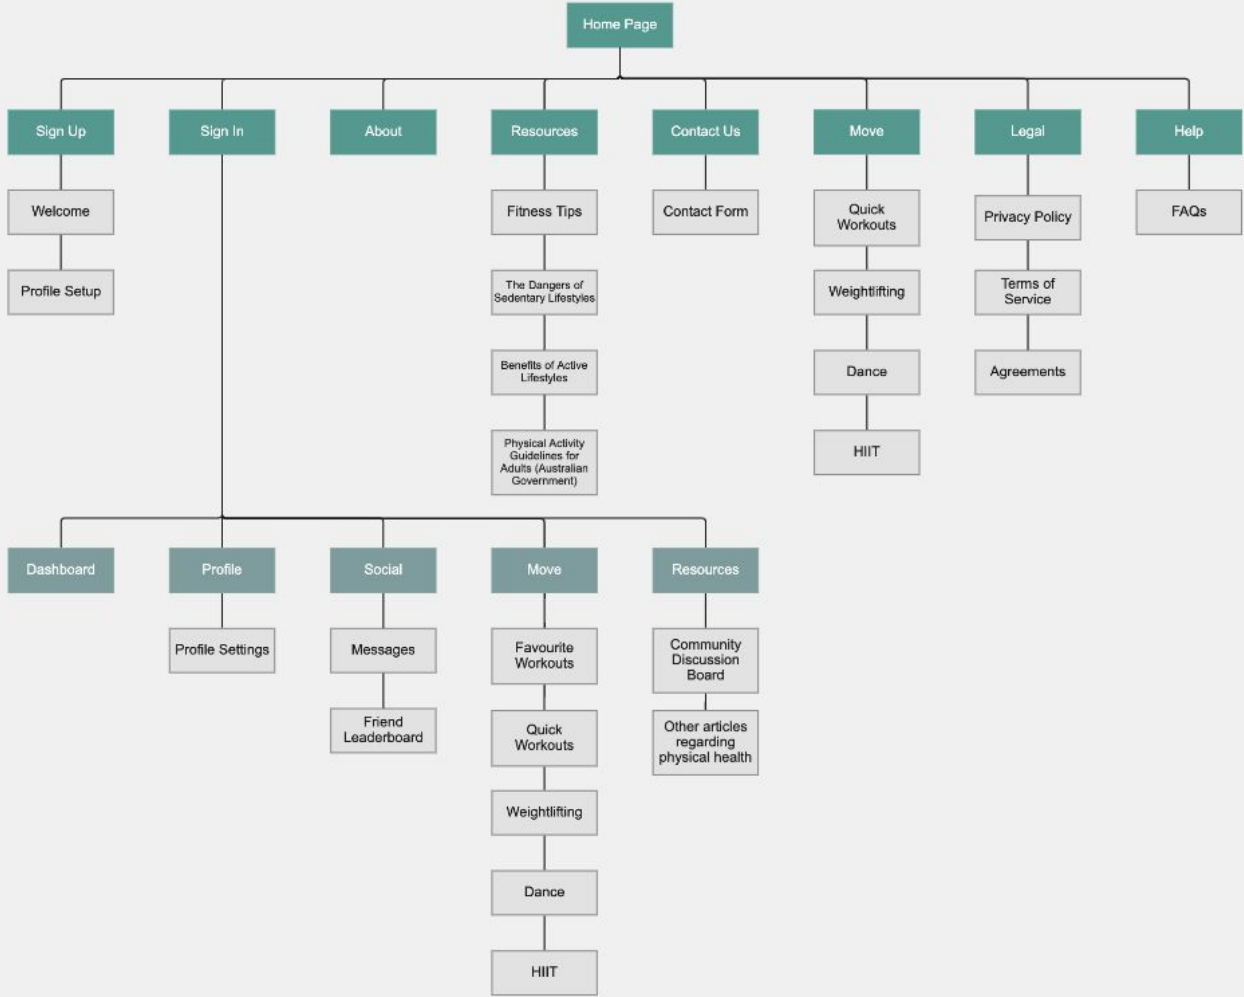 Home Page
Sign Up
Sign In
About
Resources
Contact Us
Move
Legal
Help
Welcome
Profile Setup
Fitness Tips
The Dangers of
Sedentary Lifestyles
Benefits of Active
Lifestyles
Physical Activity
Guidelines for
Adults (Australian
Government)
Contact Form
Quick
Workouts
Weightlifting
Dance
HIIT
Privacy Policy
Terms of
Service
Agreements
FAQs
Dashboard
Profile
Social
Move
Resources
Profile Settings
Messages
Friend
Leaderboard
Favourite
Workouts
Quick
Workouts
Weightlifting
Dance
HIIT
Community
Discussion
Board
Other articles
regarding
physical health